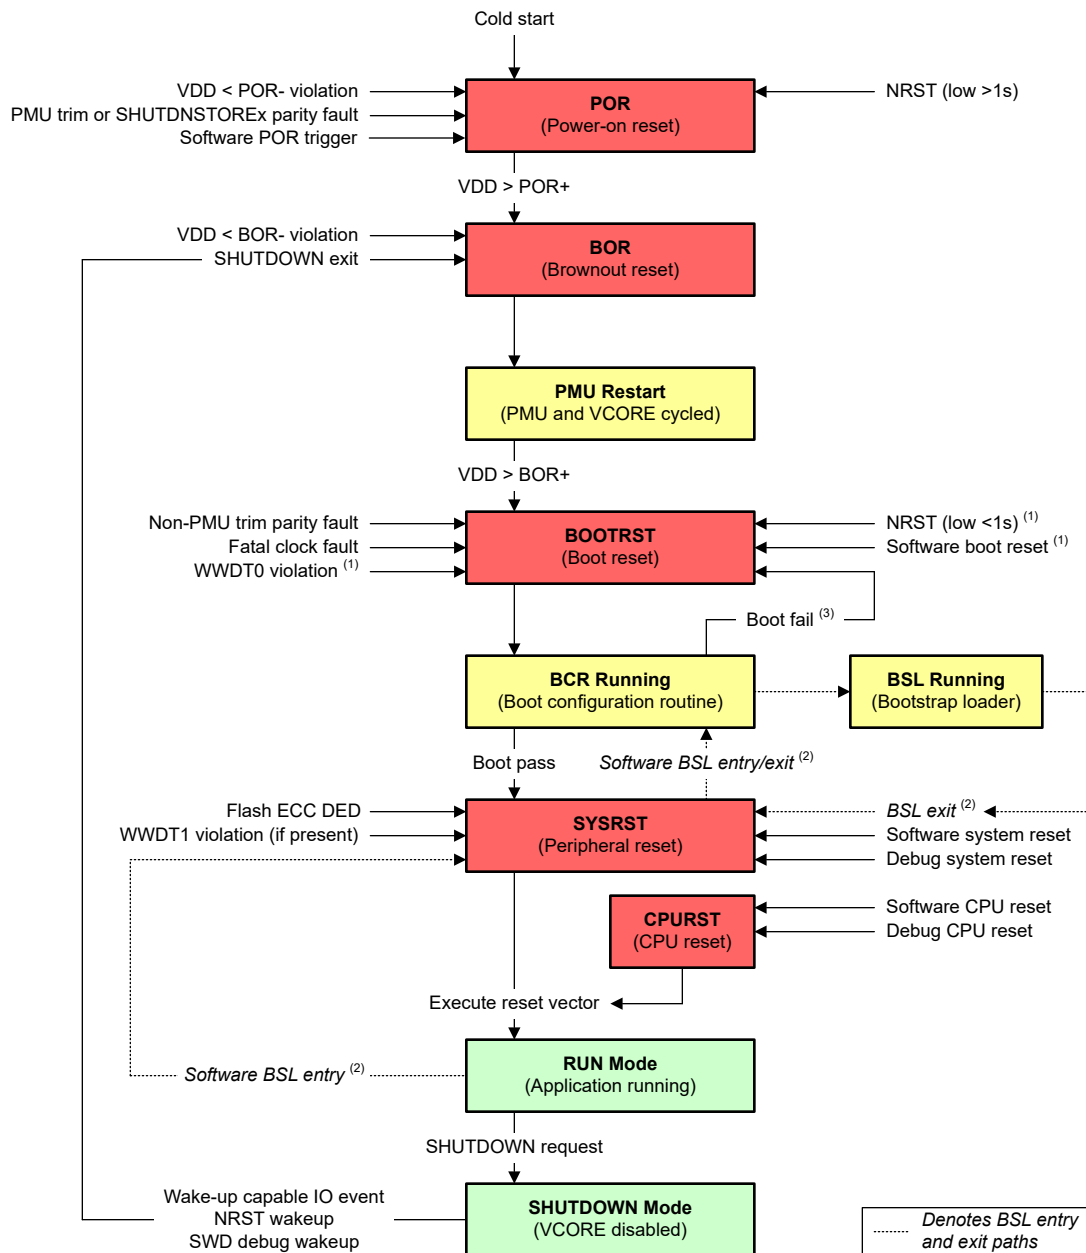 Cold start
VDD < POR- violation
PMU trim or SHUTDNSTOREx parity fault
Software POR trigger
POR
(Power-on reset)
NRST (low >1s)
VDD > POR+
VDD < BOR- violation
SHUTDOWN exit
BOR
(Brownout reset)
PMU Restart
(PMU and VCORE cycled)
VDD > BOR+
Non-PMU trim parity fault
Fatal clock fault
WWDT0 violation (1)
BOOTRST
(Boot reset)
NRST (low <1s) (1)
Software boot reset (1)
Boot fail (3)
BCR Running
(Boot configuration routine)
BSL Running
(Bootstrap loader)
Boot pass
Software BSL entry/exit (2)
Flash ECC DED
WWDT1 violation (if present)
SYSRST
(Peripheral reset)
BSL exit (2)
Software system reset
Debug system reset
CPURST
(CPU reset)
Software CPU reset
Debug CPU reset
Execute reset vector
RUN Mode
(Application running)
Software BSL entry (2)
SHUTDOWN request
Wake-up capable IO event
NRST wakeup
SWD debug wakeup
SHUTDOWN Mode
(VCORE disabled)
Denotes BSL entry
and exit paths